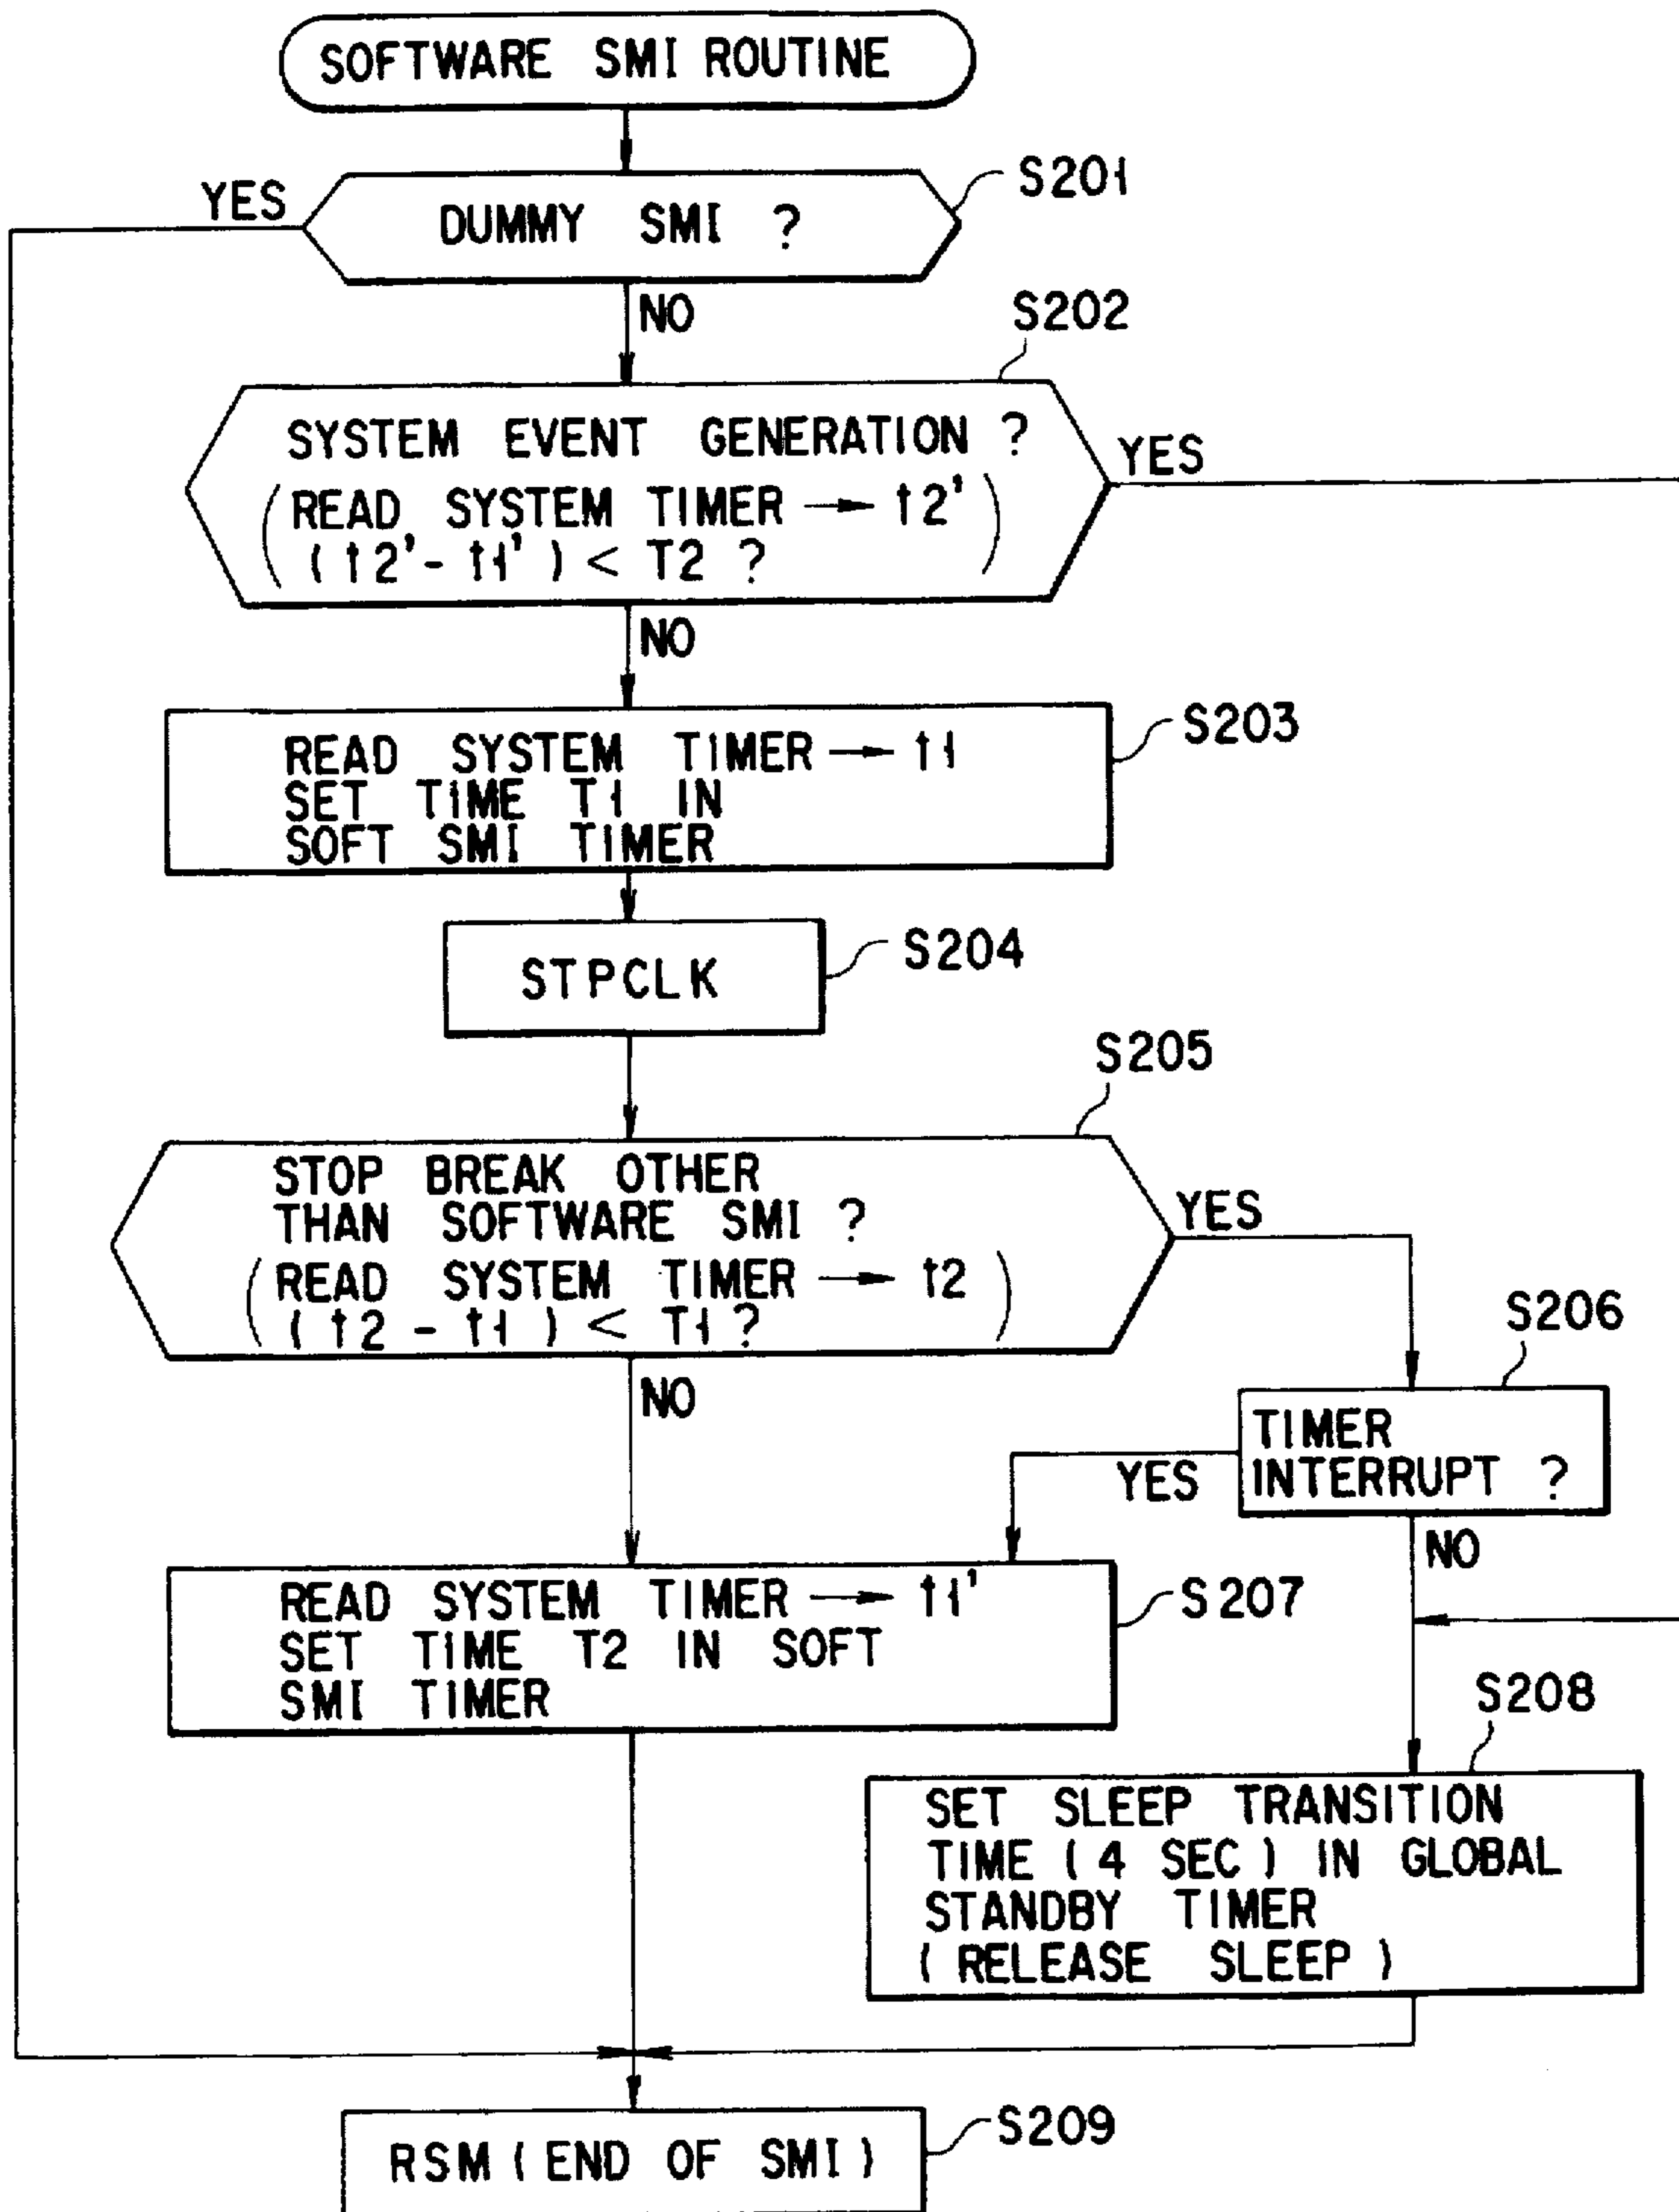 SOFTWARE SMI ROUTINE
S201
YES
DUMMY SMI ?
NO
S202
SYSTEM EVENT GENERATION ?
YES
(READ SYSTEM TIMER → t2'
(t2'-t1') < T2 ?)
NO
S203
READ SYSTEM TIMER → t1
SET TIME T1 IN
SOFT SMI TIMER
S204
STPCLK
S205
STOP BREAK OTHER
THAN SOFTWARE SMI ?
YES
(READ SYSTEM TIMER → t2
(t2 - t1) < T1 ?)
NO
S206
TIMER
INTERRUPT ?
YES
NO
S207
READ SYSTEM TIMER → t1'
SET TIME T2 IN SOFT
SMI TIMER
S208
SET SLEEP TRANSITION
TIME (4 SEC) IN GLOBAL
STANDBY TIMER
(RELEASE SLEEP)
S209
RSM (END OF SMI)